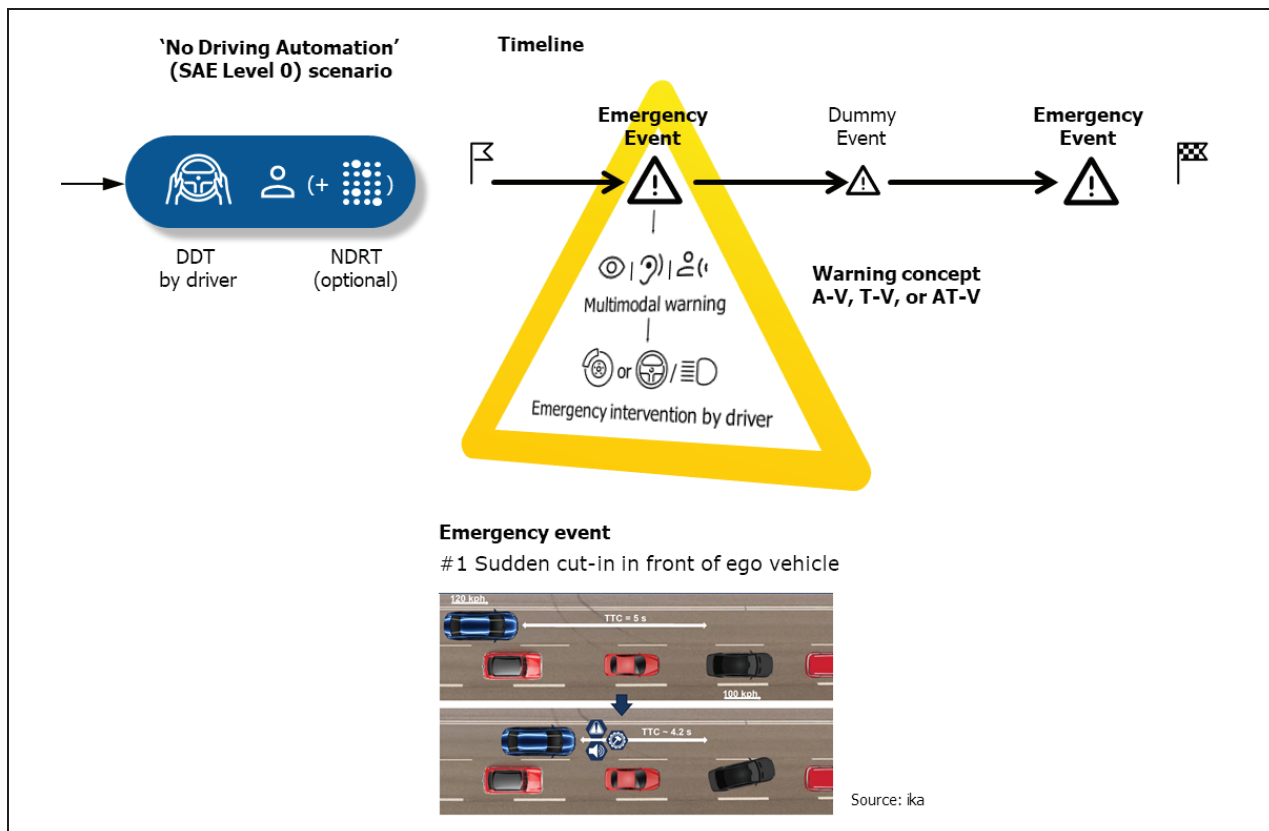 ‘No Driving Automation’
(SAE Level 0) scenario
DDT
by driver
(+
)
NDRT
(optional)
Timeline
Emergency
Event
Dummy
Event
Emergency
Event
Multimodal warning
or
/
Emergency intervention by driver
Warning concept
A-V, T-V, or AT-V
Emergency event
#1 Sudden cut-in in front of ego vehicle
120 kph
TTC = 5 s
100 kph
TTC ~ 4.2 s
Source: ika